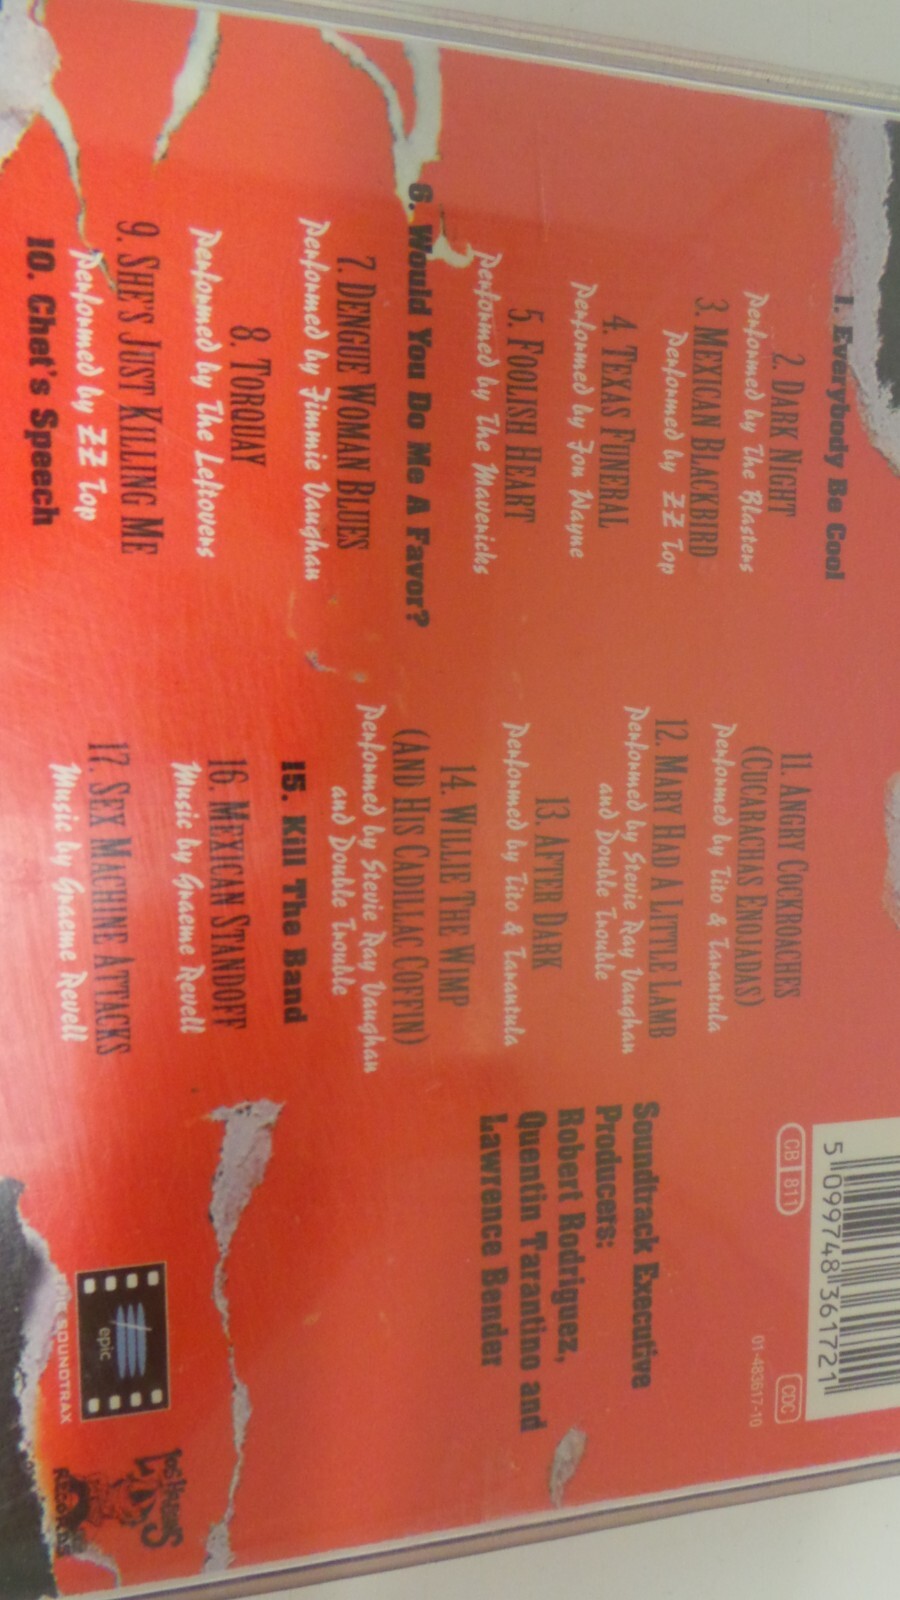 1. Everybody Be Cool
2. DARK NIGHT
Performed by The Blasters
3. MEXICAN BLACKBIRD
Performed by ZZ Top
4. TEXAS FUNERAL
Performed by Jon Wayne
5. FOOLISH HEART
Performed by The Mavericks
6. Would You Do Me A Favor?
7. DENGUE WOMAN BLUES
Performed by Jimmie Vaughan
8. TORQUAY
Performed by The Leftovers
9. SHE'S JUST KILLING ME
Performed by ZZ Top
10. Chet's Speech
11. ANGRY COCKROACHES
(CUCARACHAS ENOJADAS)
Performed by Tito & Tarantula
12. MARY HAD A LITTLE LAMB
Performed by Stevie Ray Vaughan
and Double Trouble
13. AFTER DARK
Performed by Tito & Tarantula
14. WILLIE THE WIMP
(AND HIS CADILLAC COFFIN)
Performed by Stevie Ray Vaughan
and Double Trouble
15. Kill The Band
16. MEXICAN STANDOFF
Music by Graeme Revell
17. SEX MACHINE ATTACKS
Music by Graeme Revell
5 099748 361721
CB 811
CDC
01-483617-10
Soundtrack Executive
Producers:
Robert Rodriguez,
Quentin Tarantino and
Lawrence Bender
epic
SOUNDTRAX
LOS HOOLIGANS